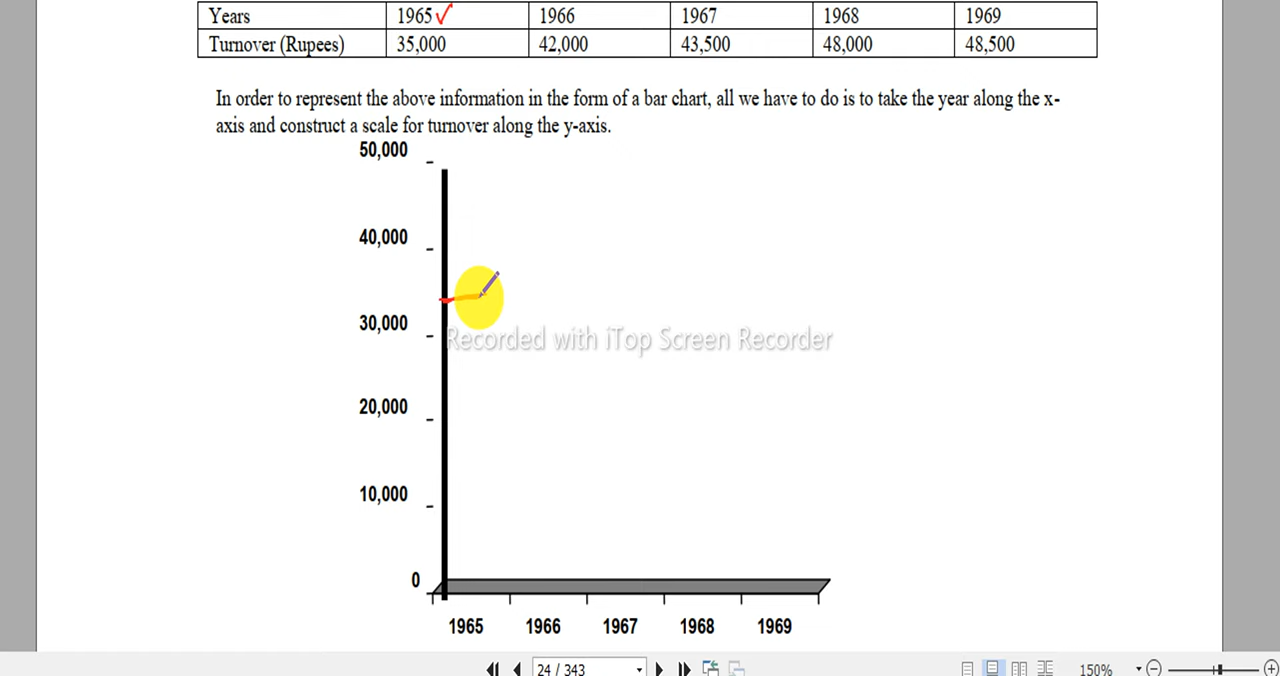 Years 1965 1966 1967 1968 1969
Turnover (Rupees) 35,000 42,000 43,500 48,000 48,500
In order to represent the above information in the form of a bar chart, all we have to do is to take the year along the x-
axis and construct a scale for turnover along the y-axis.
50,000
40,000
30,000
Recorded with iTop Screen Recorder
20,000
10,000
0
1965 1966 1967 1968 1969
24 / 343 150%